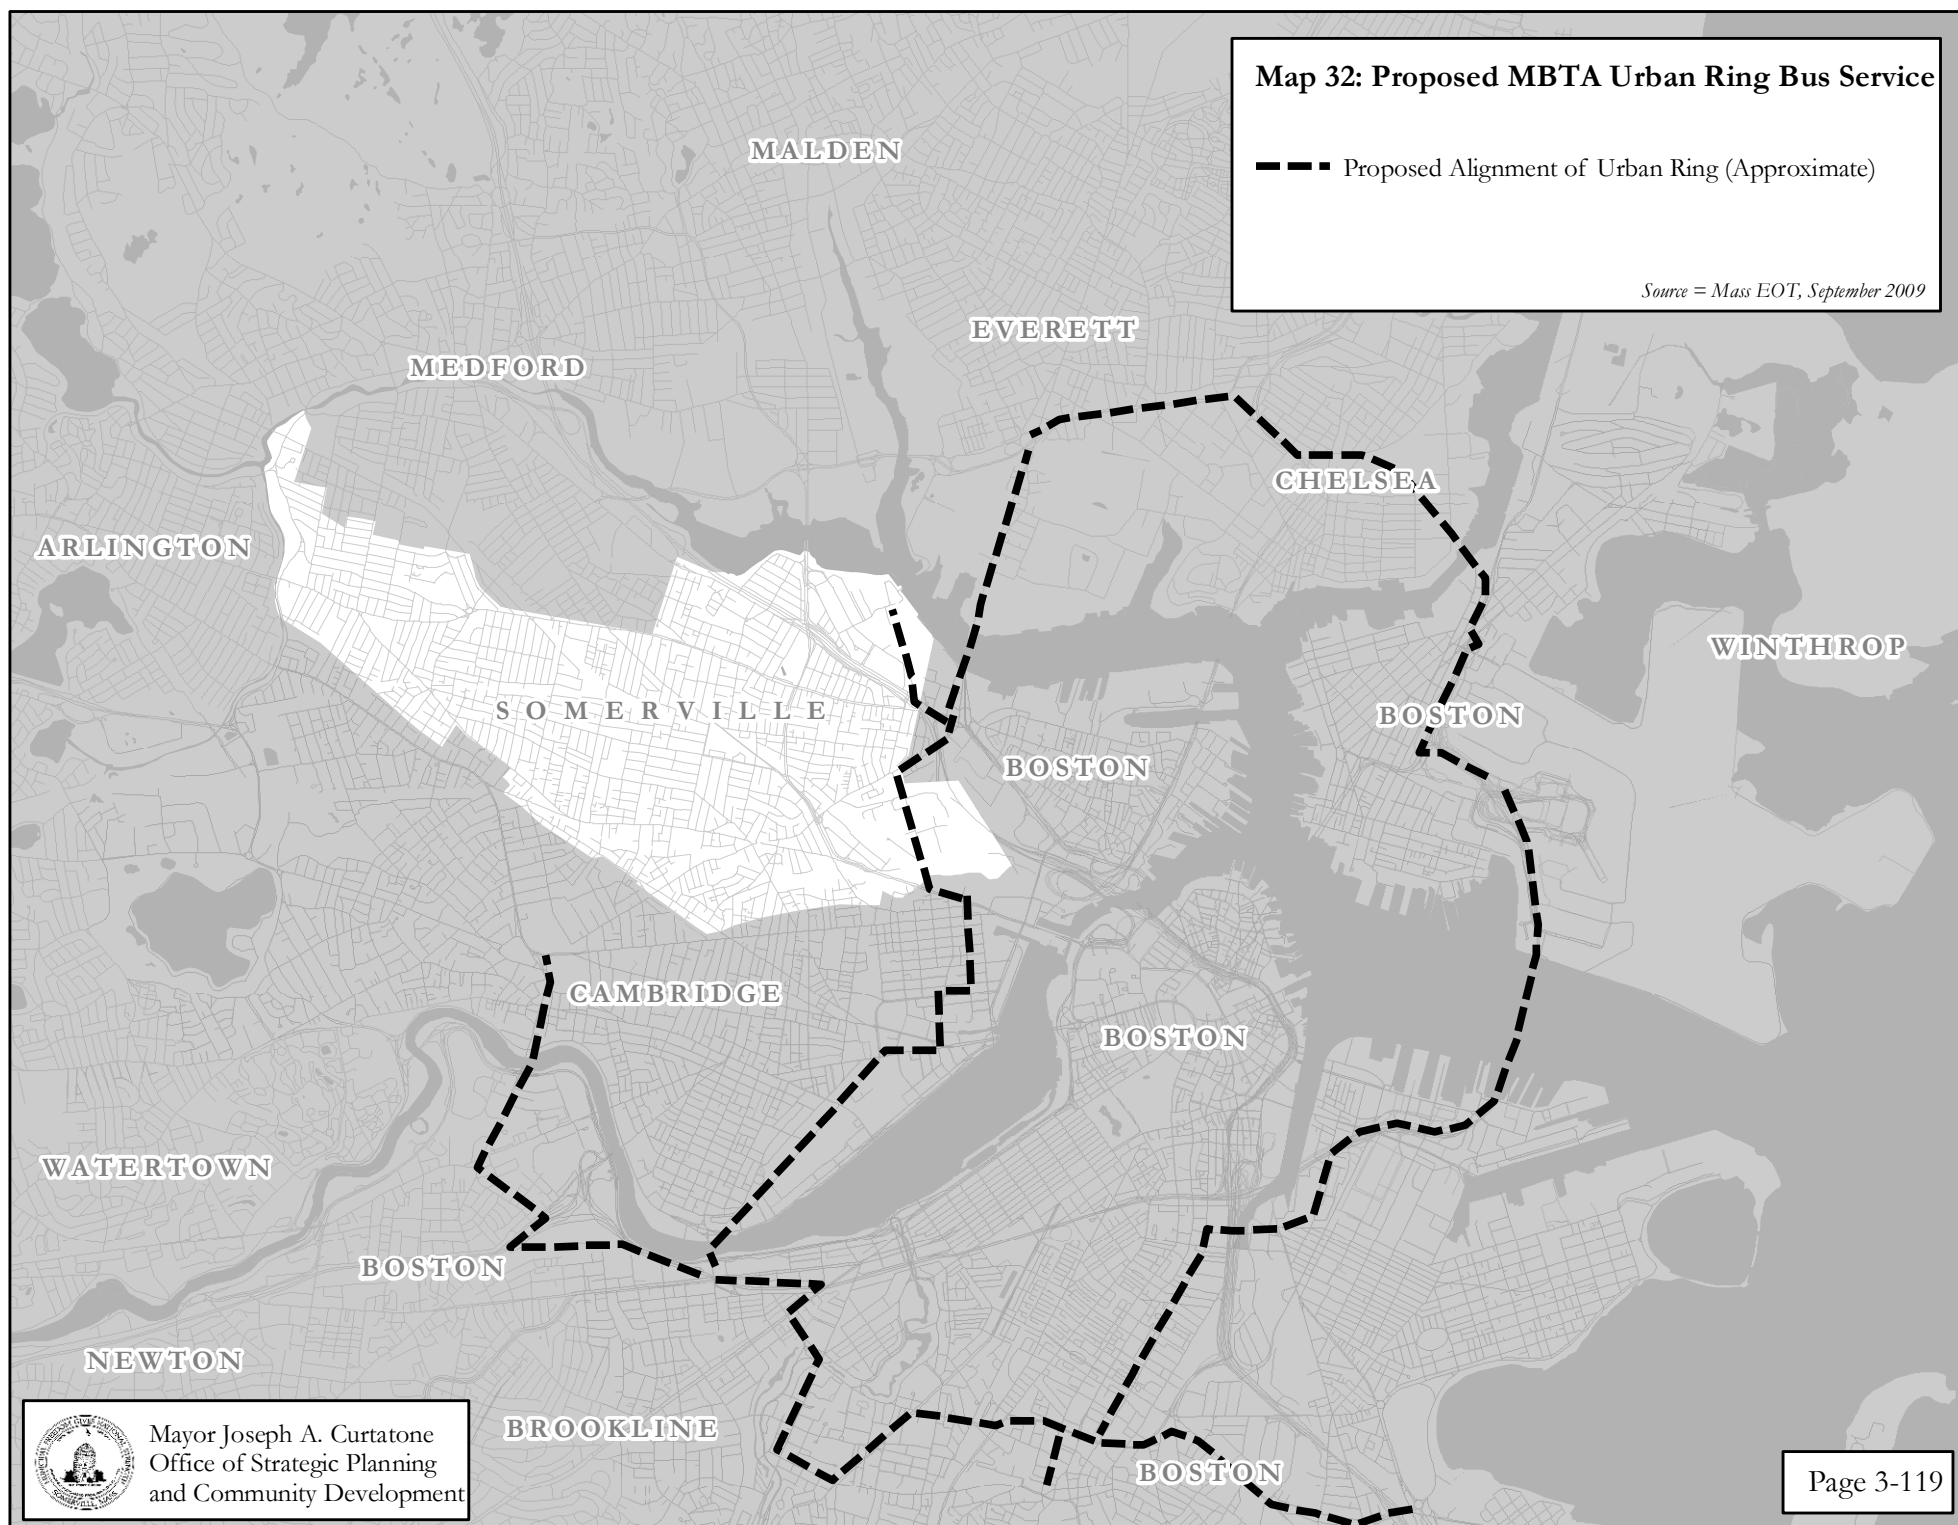 Map 32: Proposed MBTA Urban Ring Bus Service
Proposed Alignment of Urban Ring (Approximate)
Source = Mass EOT, September 2009
MALDEN
EVERETT
MEDFORD
CHELSEA
ARLINGTON
WINTHROP
SOMERVILLE
BOSTON
BOSTON
CAMBRIDGE
BOSTON
WATERTOWN
BOSTON
NEWTON
BROOKLINE
BOSTON
Mayor Joseph A. Curtatone
Office of Strategic Planning
and Community Development
Page 3-119